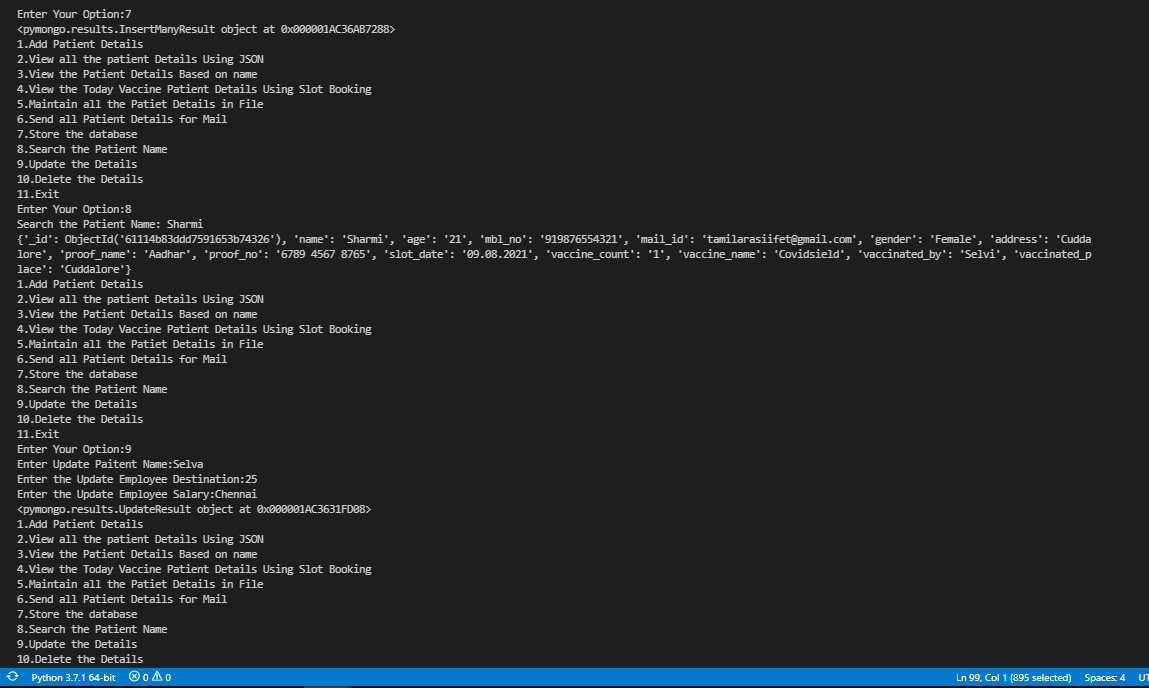 Enter Your Option:7
<pymongo.results.InsertManyResult object at 0x000001AC36AB7288>
1.Add Patient Details
2.View all the patient Details Using JSON
3.View the Patient Details Based on name
4.View the Today Vaccine Patient Details Using Slot Booking
5.Maintain all the Patiet Details in File
6.Send all Patient Details for Mail
7.Store the database
8.Search the Patient Name
9.Update the Details
10.Delete the Details
11.Exit
Enter Your Option:8
Search the Patient Name: Sharmi
{'_id': ObjectId('61114b83ddd7591653b74326'), 'name': 'Sharmi', 'age': '21', 'mbl_no': '919876554321', 'mail_id': 'tamilarasiifet@gmail.com', 'gender': 'Female', 'address': 'Cudda
lore', 'proof_name': 'Aadhar', 'proof_no': '6789 4567 8765', 'slot_date': '09.08.2021', 'vaccine_count': '1', 'vaccine_name': 'Covidsield', 'vaccinated_by': 'Selvi', 'vaccinated_p
lace': 'Cuddalore'}
1.Add Patient Details
2.View all the patient Details Using JSON
3.View the Patient Details Based on name
4.View the Today Vaccine Patient Details Using Slot Booking
5.Maintain all the Patiet Details in File
6.Send all Patient Details for Mail
7.Store the database
8.Search the Patient Name
9.Update the Details
10.Delete the Details
11.Exit
Enter Your Option:9
Enter Update Paitent Name:Selva
Enter the Update Employee Destination:25
Enter the Update Employee Salary:Chennai
<pymongo.results.UpdateResult object at 0x000001AC3631FD08>
1.Add Patient Details
2.View all the patient Details Using JSON
3.View the Patient Details Based on name
4.View the Today Vaccine Patient Details Using Slot Booking
5.Maintain all the Patiet Details in File
6.Send all Patient Details for Mail
7.Store the database
8.Search the Patient Name
9.Update the Details
10.Delete the Details
Python 3.7.1 64-bit 0 0 Ln 99, Col 1 (895 selected) Spaces: 4 UT